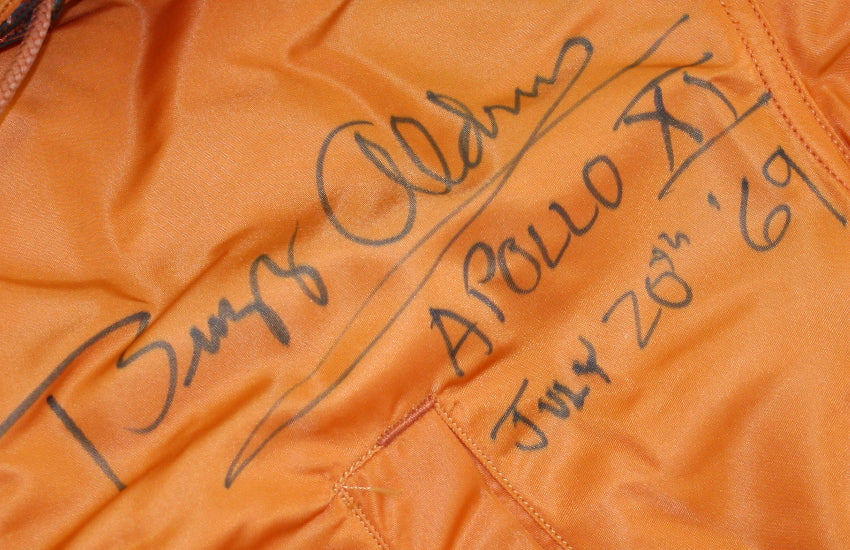 Buzz Aldrin
APOLLO XI
JULY 20th '69